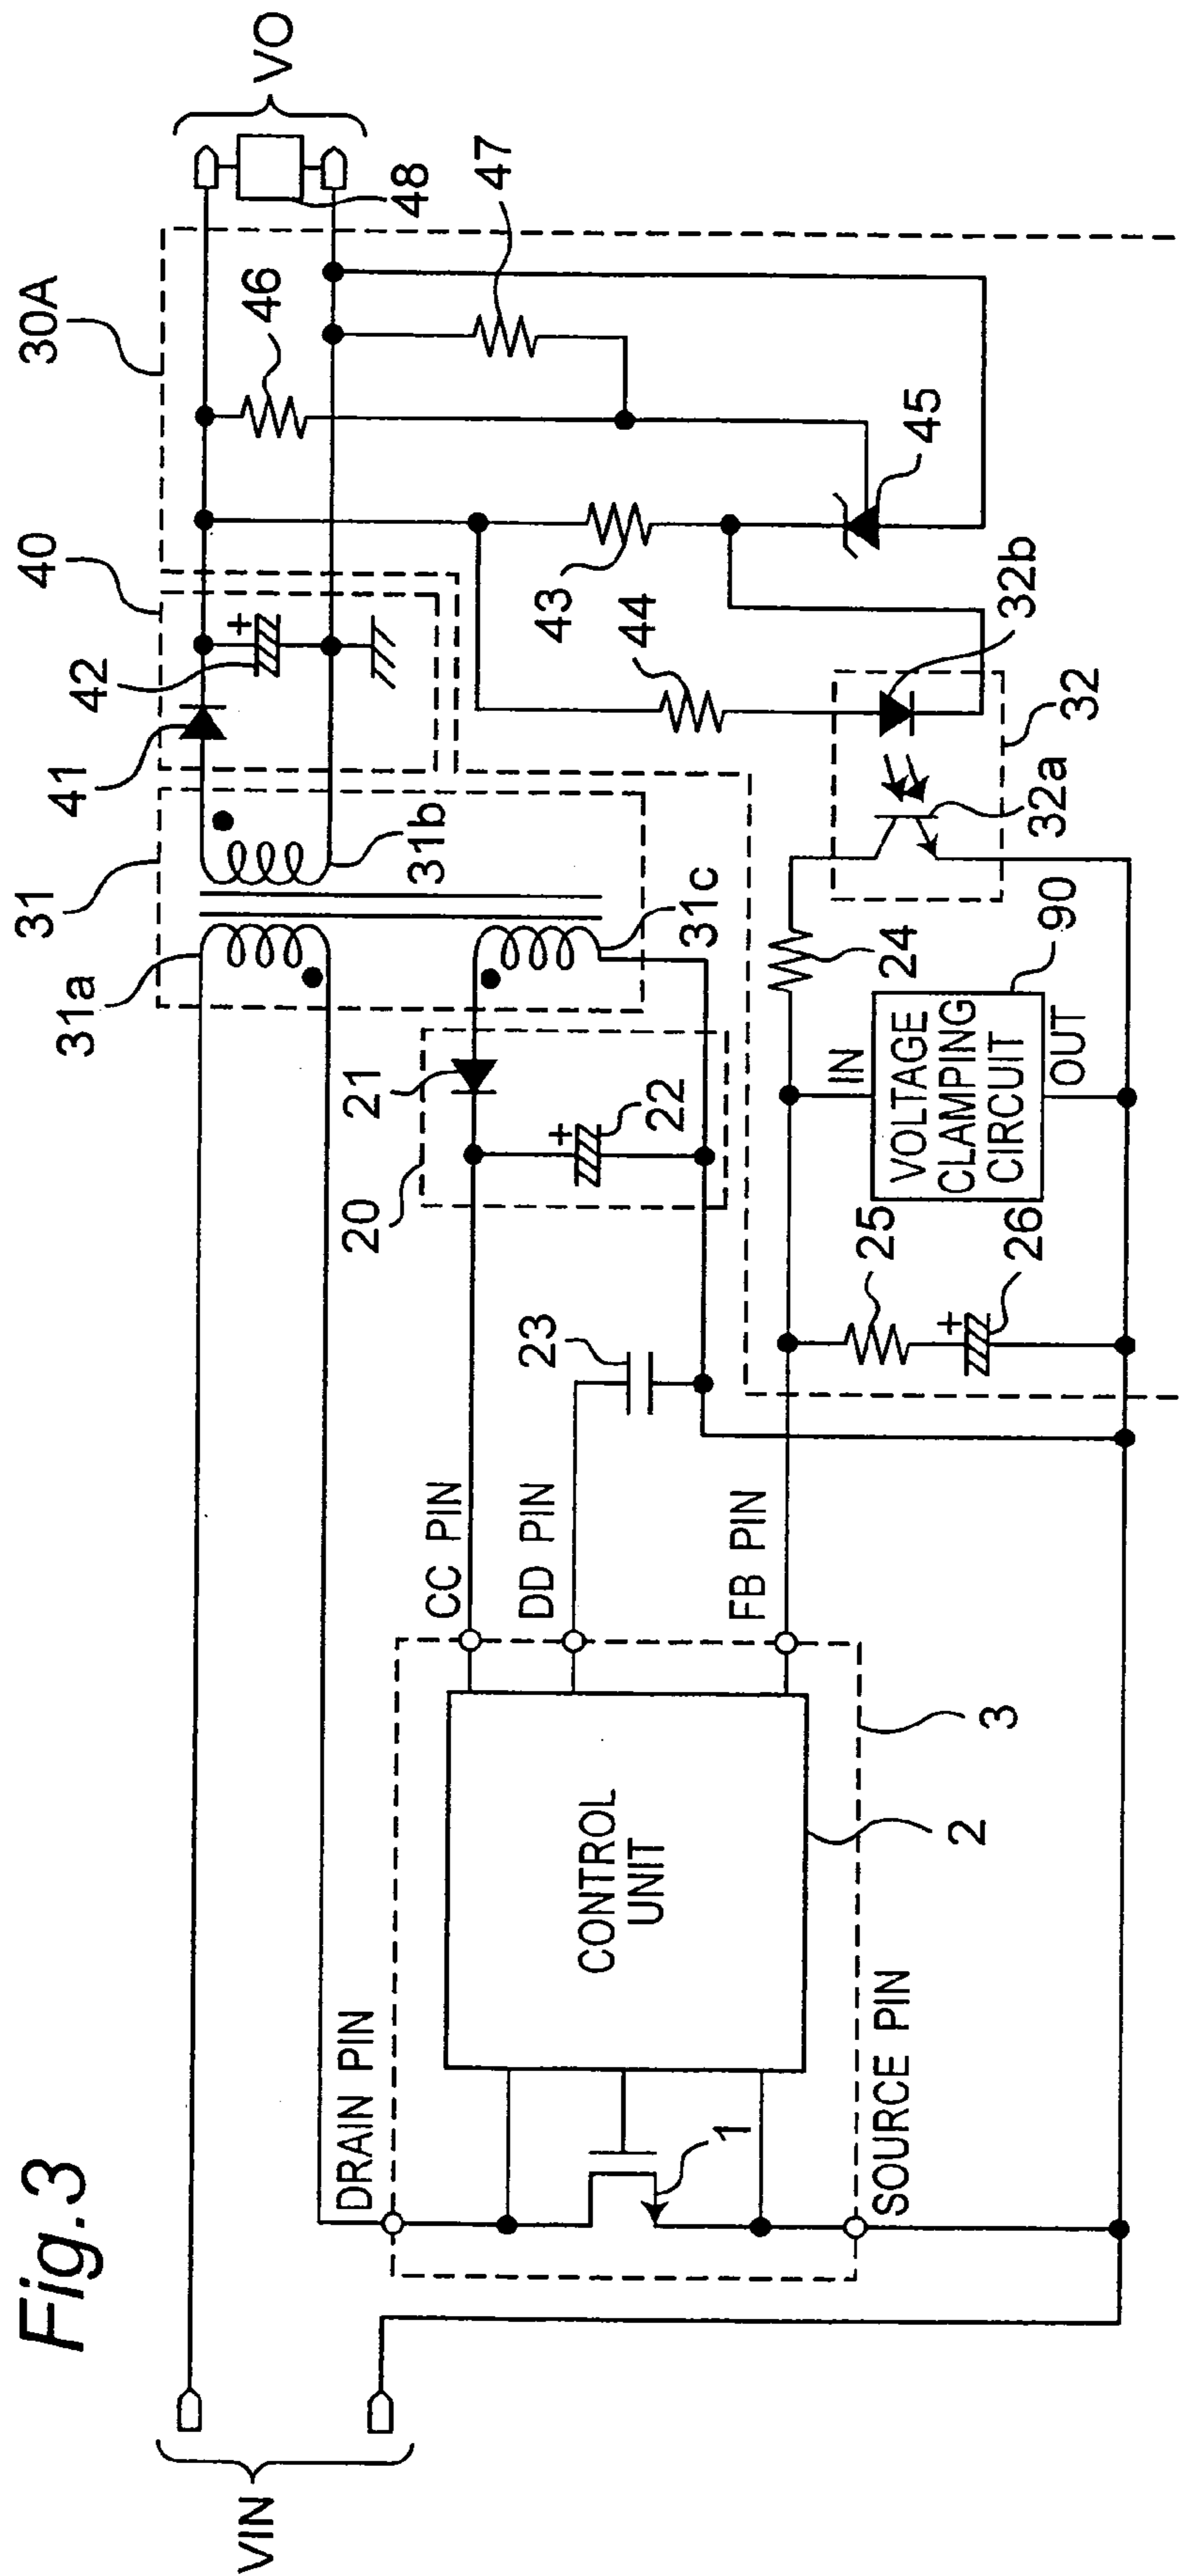 Fig.3
VIN
VO
31a
31
31b
31c
41
42
40
30A
46
48
47
43
44
45
32b
32
32a
20
21
22
23
24
25
26
90
IN
VOLTAGE
CLAMPING
CIRCUIT
OUT
DRAIN PIN
CC PIN
DD PIN
FB PIN
CONTROL
UNIT
1
2
3
SOURCE PIN